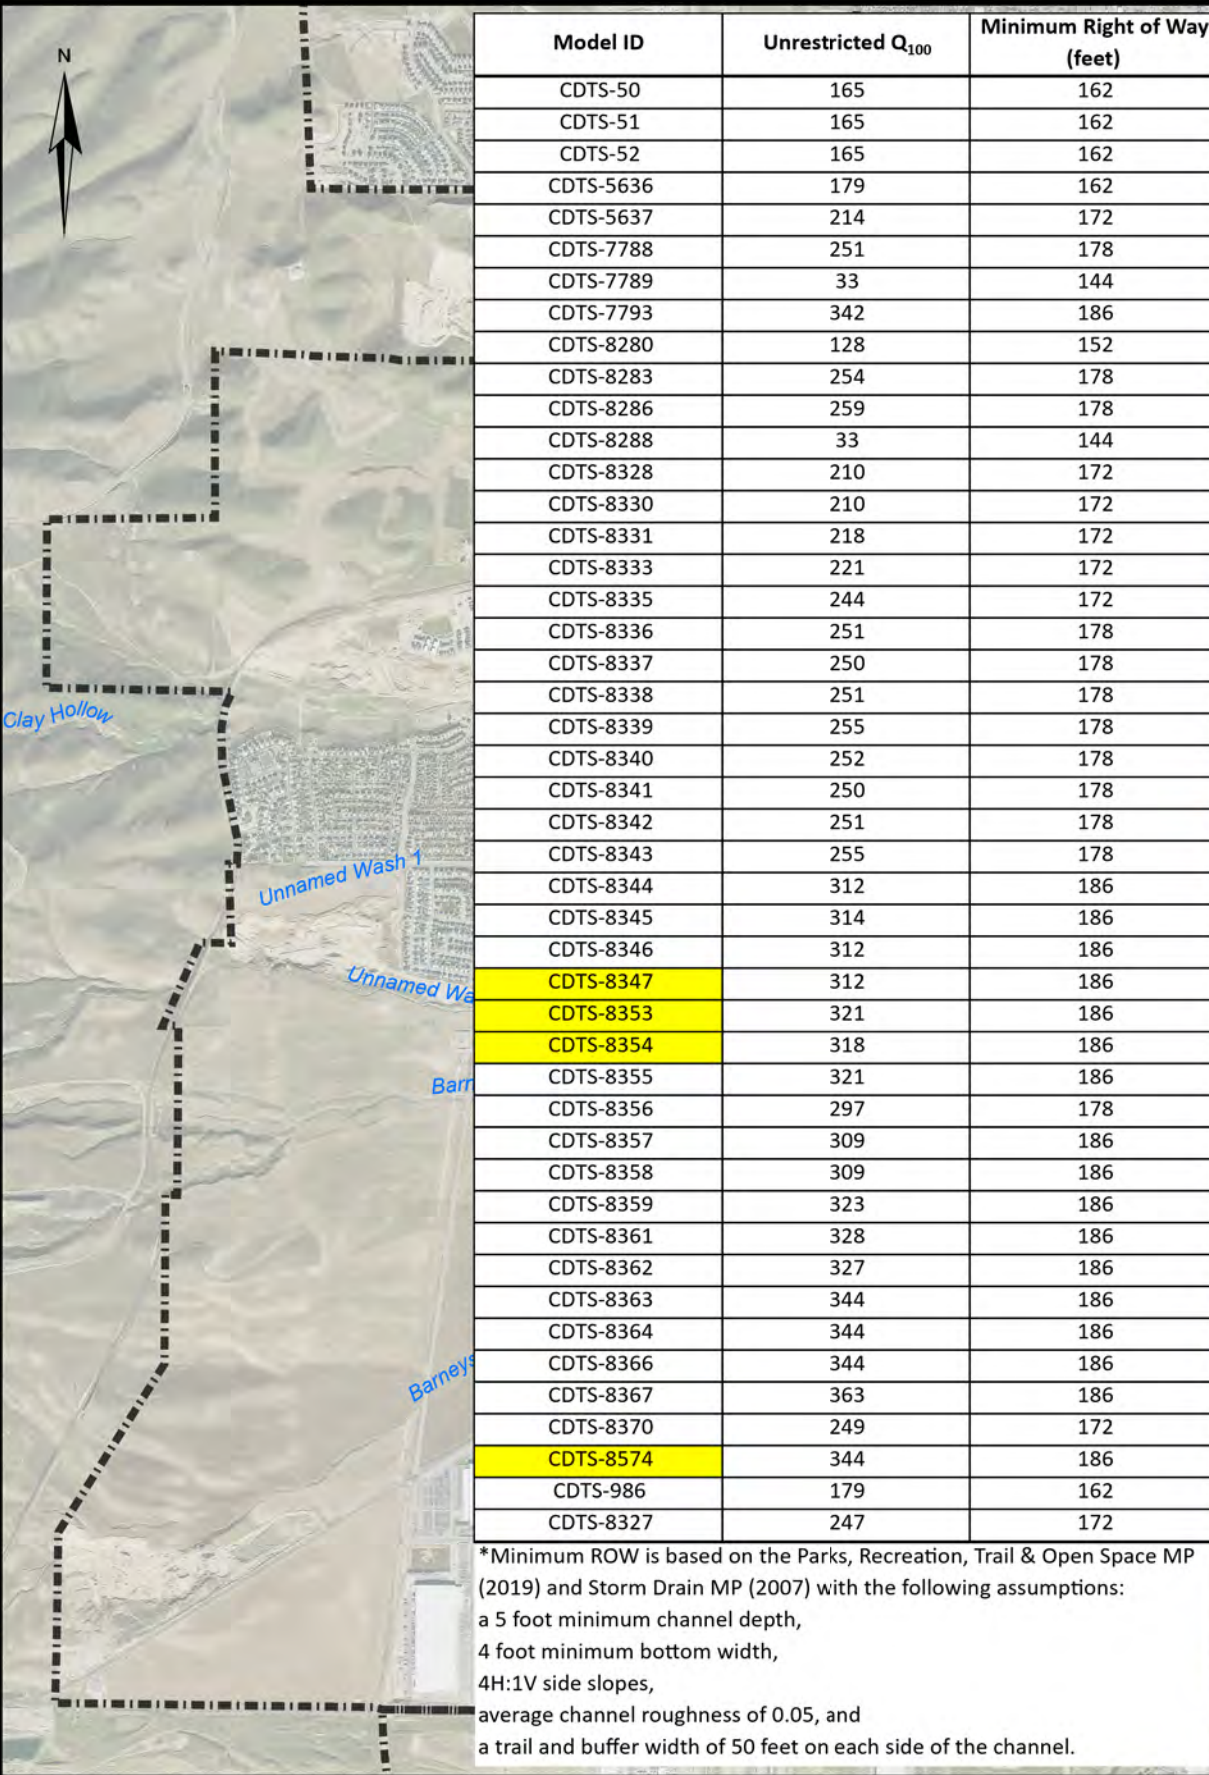 N
Clay Hollow
Unnamed Wash 1
Unnamed Wa
Barn
Barneys
Model ID Unrestricted Q100 Minimum Right of Way
(feet)
CDTS-50 165 162
CDTS-51 165 162
CDTS-52 165 162
CDTS-5636 179 162
CDTS-5637 214 172
CDTS-7788 251 178
CDTS-7789 33 144
CDTS-7793 342 186
CDTS-8280 128 152
CDTS-8283 254 178
CDTS-8286 259 178
CDTS-8288 33 144
CDTS-8328 210 172
CDTS-8330 210 172
CDTS-8331 218 172
CDTS-8333 221 172
CDTS-8335 244 172
CDTS-8336 251 178
CDTS-8337 250 178
CDTS-8338 251 178
CDTS-8339 255 178
CDTS-8340 252 178
CDTS-8341 250 178
CDTS-8342 251 178
CDTS-8343 255 178
CDTS-8344 312 186
CDTS-8345 314 186
CDTS-8346 312 186
CDTS-8347 312 186
CDTS-8353 321 186
CDTS-8354 318 186
CDTS-8355 321 186
CDTS-8356 297 178
CDTS-8357 309 186
CDTS-8358 309 186
CDTS-8359 323 186
CDTS-8361 328 186
CDTS-8362 327 186
CDTS-8363 344 186
CDTS-8364 344 186
CDTS-8366 344 186
CDTS-8367 363 186
CDTS-8370 249 172
CDTS-8574 344 186
CDTS-986 179 162
CDTS-8327 247 172
*Minimum ROW is based on the Parks, Recreation, Trail & Open Space MP
(2019) and Storm Drain MP (2007) with the following assumptions:
a 5 foot minimum channel depth,
4 foot minimum bottom width,
4H:1V side slopes,
average channel roughness of 0.05, and
a trail and buffer width of 50 feet on each side of the channel.